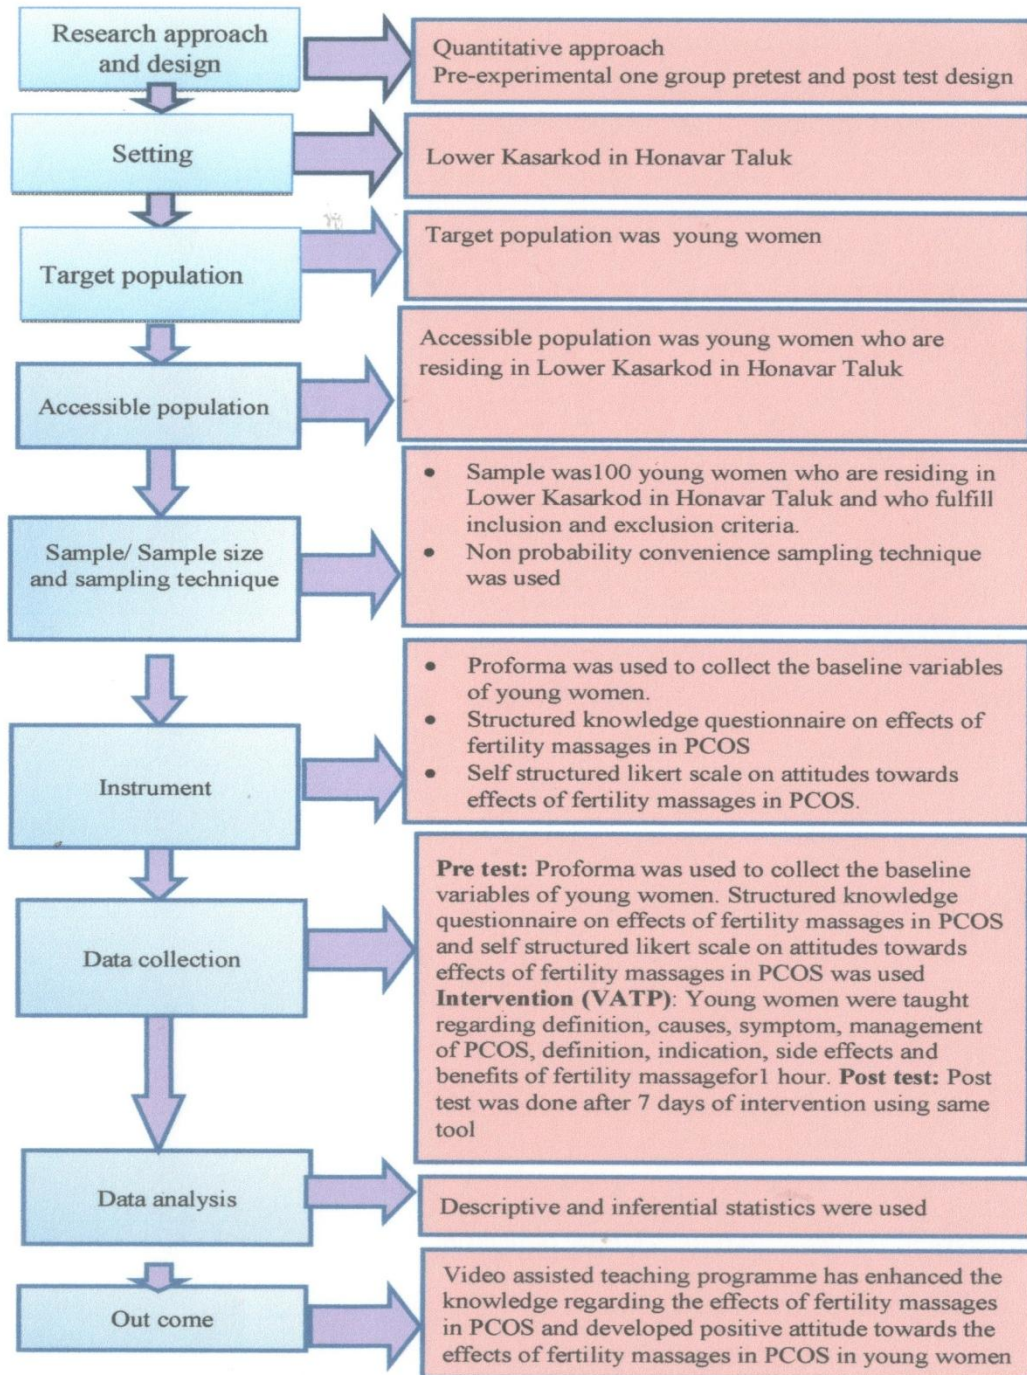 Research approach
and design
Quantitative approach
Pre-experimental one group pretest and post test design
Setting
Lower Kasarkod in Honavar Taluk
Target population
Target population was young women
Accessible population
Accessible population was young women who are
residing in Lower Kasarkod in Honavar Taluk
Sample/ Sample size
and sampling technique
• Sample was100 young women who are residing in
Lower Kasarkod in Honavar Taluk and who fulfill
inclusion and exclusion criteria.
• Non probability convenience sampling technique
was used
Instrument
• Proforma was used to collect the baseline variables
of young women.
• Structured knowledge questionnaire on effects of
fertility massages in PCOS
• Self structured likert scale on attitudes towards
effects of fertility massages in PCOS.
Data collection
Pre test: Proforma was used to collect the baseline
variables of young women. Structured knowledge
questionnaire on effects of fertility massages in PCOS
and self structured likert scale on attitudes towards
effects of fertility massages in PCOS was used
Intervention (VATP): Young women were taught
regarding definition, causes, symptom, management
of PCOS, definition, indication, side effects and
benefits of fertility massagefor1 hour. Post test: Post
test was done after 7 days of intervention using same
tool
Data analysis
Descriptive and inferential statistics were used
Out come
Video assisted teaching programme has enhanced the
knowledge regarding the effects of fertility massages
in PCOS and developed positive attitude towards the
effects of fertility massages in PCOS in young women